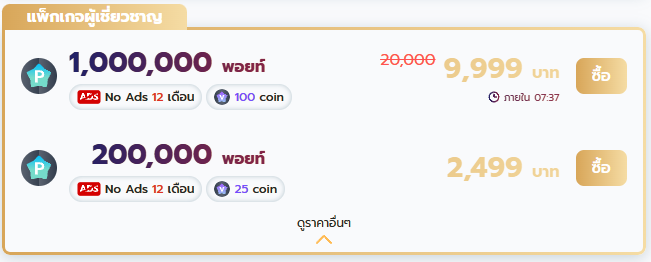 แพ็กเกจผู้เชี่ยวชาญ
1,000,000 พอยท์ 20,000 9,999 บาท ซื้อ
ADS No Ads 12 เดือน 100 coin ภายใน 07:37
200,000 พอยท์ 2,499 บาท ซื้อ
ADS No Ads 12 เดือน 25 coin
ดูราคาอื่นๆ